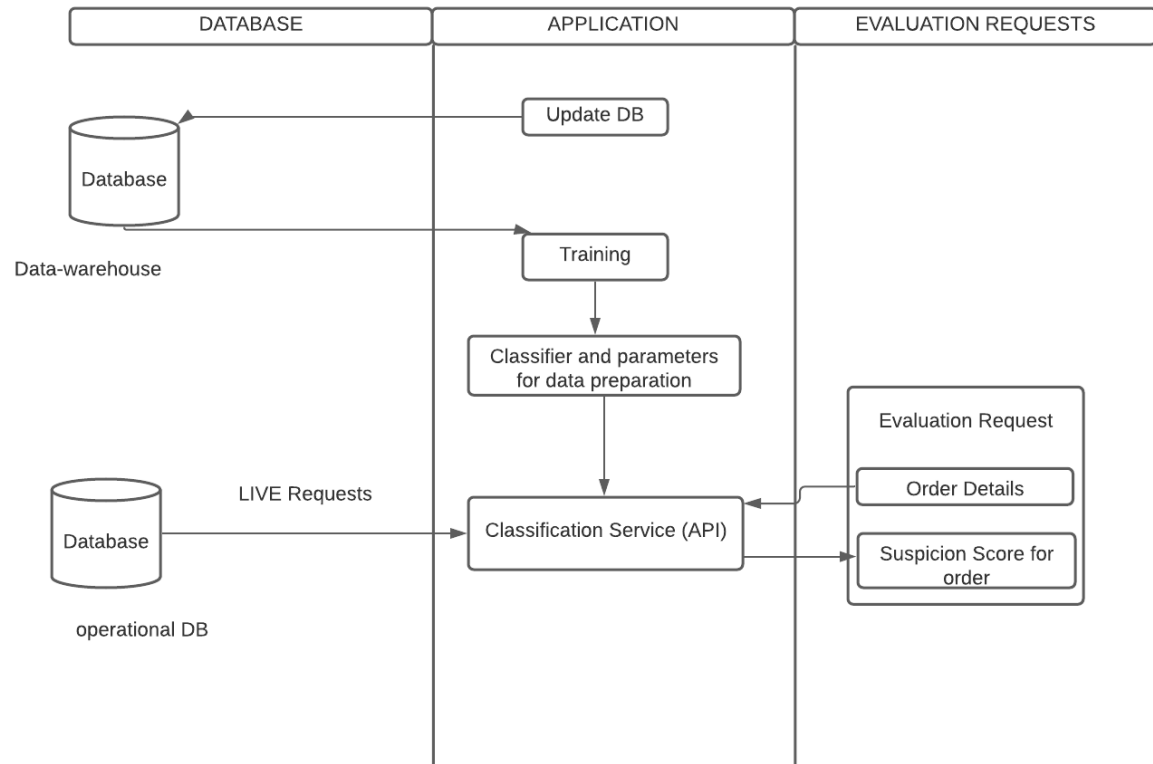 DATABASE
APPLICATION
EVALUATION REQUESTS
Update DB
Database
Training
Data-warehouse
Classifier and parameters
for data preparation
Evaluation Request
Order Details
LIVE Requests
Classification Service (API)
Database
Suspicion Score for
order
operational DB